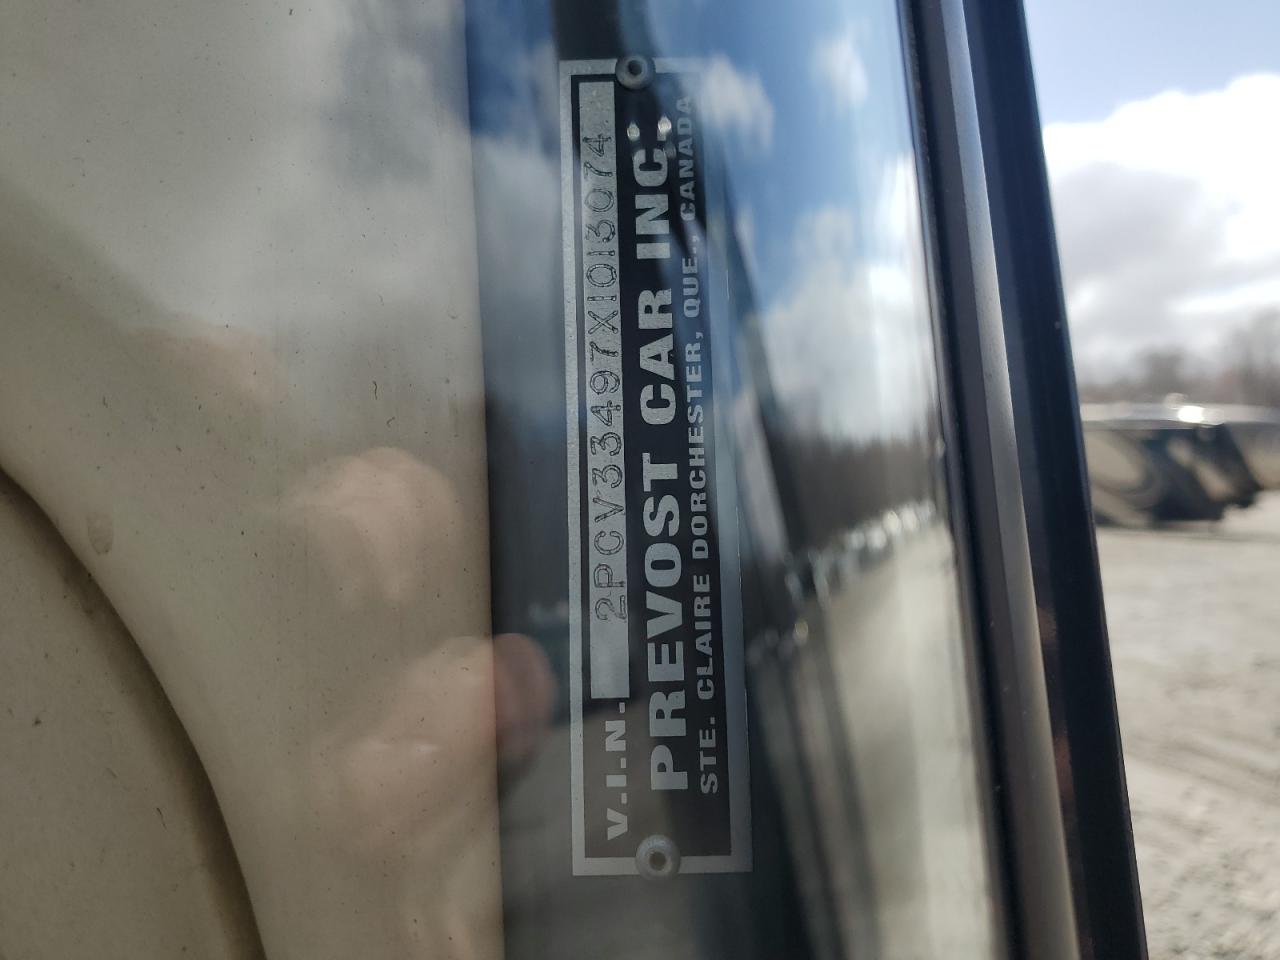 V.I.N. 2PCV33497X1013074
PREVOST CAR INC.
STE. CLAIRE DORCHESTER, QUE., CANADA